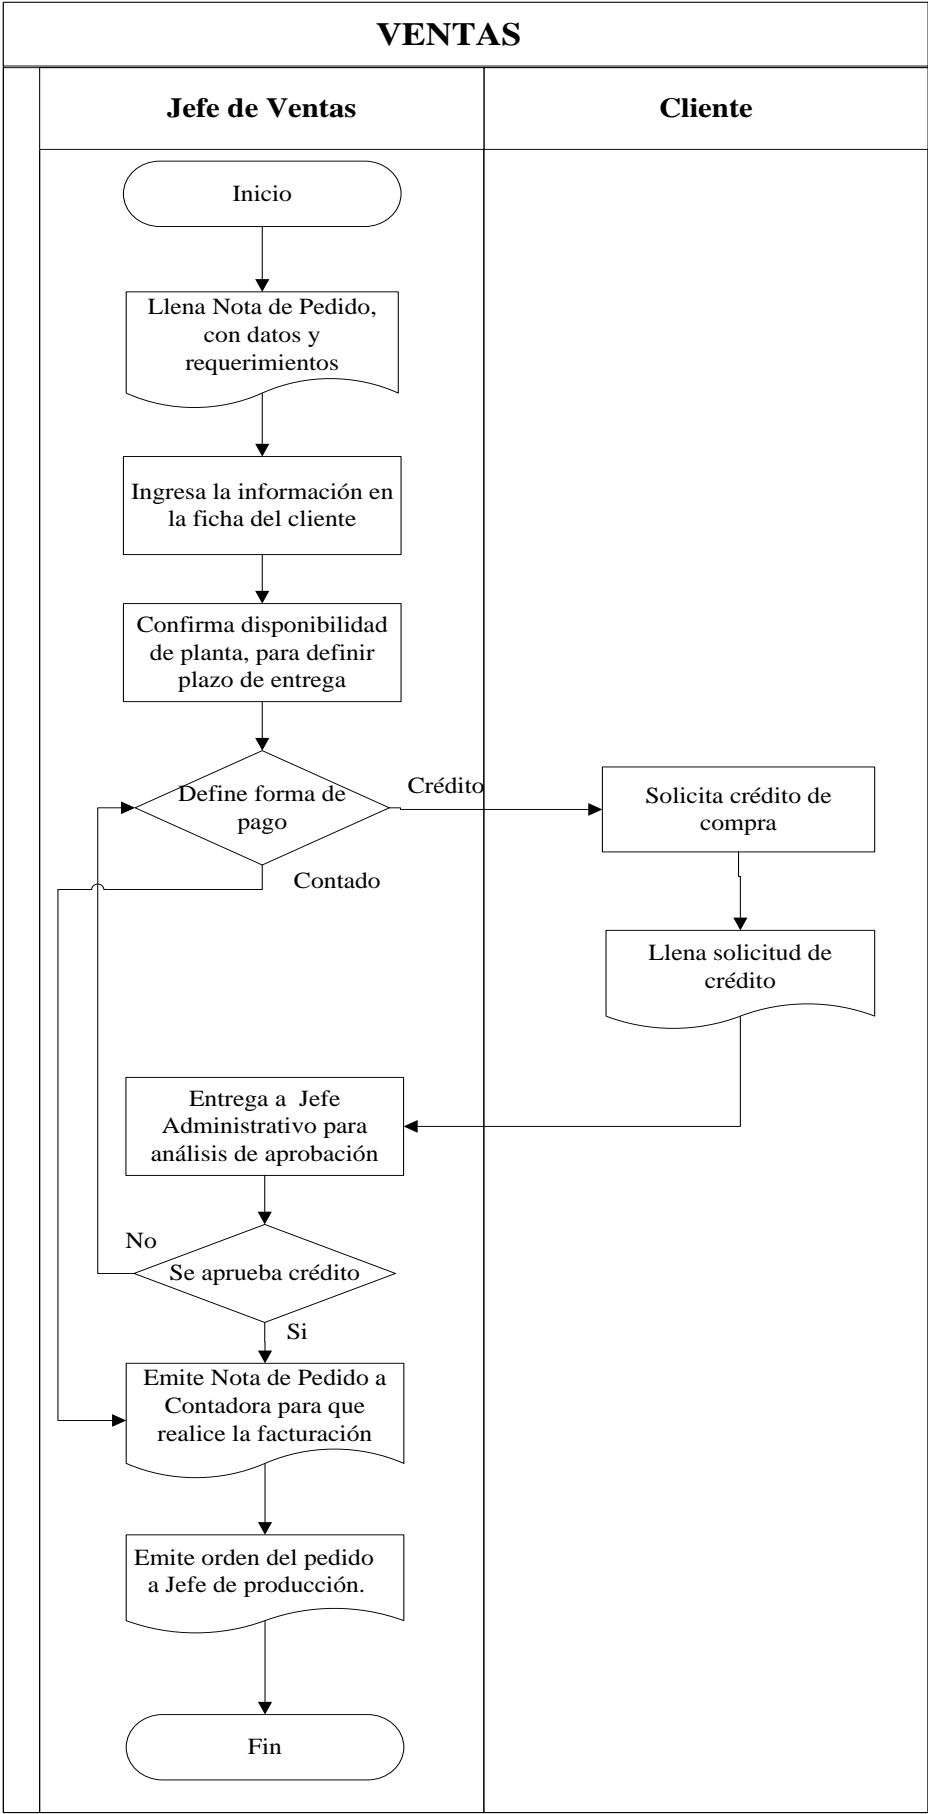 VENTAS
Jefe de Ventas
Cliente
Inicio
Llena Nota de Pedido,
con datos y
requerimientos
Ingresa la información en
la ficha del cliente
Confirma disponibilidad
de planta, para definir
plazo de entrega
Define forma de
pago
Crédito
Contado
Solicita crédito de
compra
Llena solicitud de
crédito
Entrega a Jefe
Administrativo para
análisis de aprobación
No
Se aprueba crédito
Si
Emite Nota de Pedido a
Contadora para que
realice la facturación
Emite orden del pedido
a Jefe de producción.
Fin